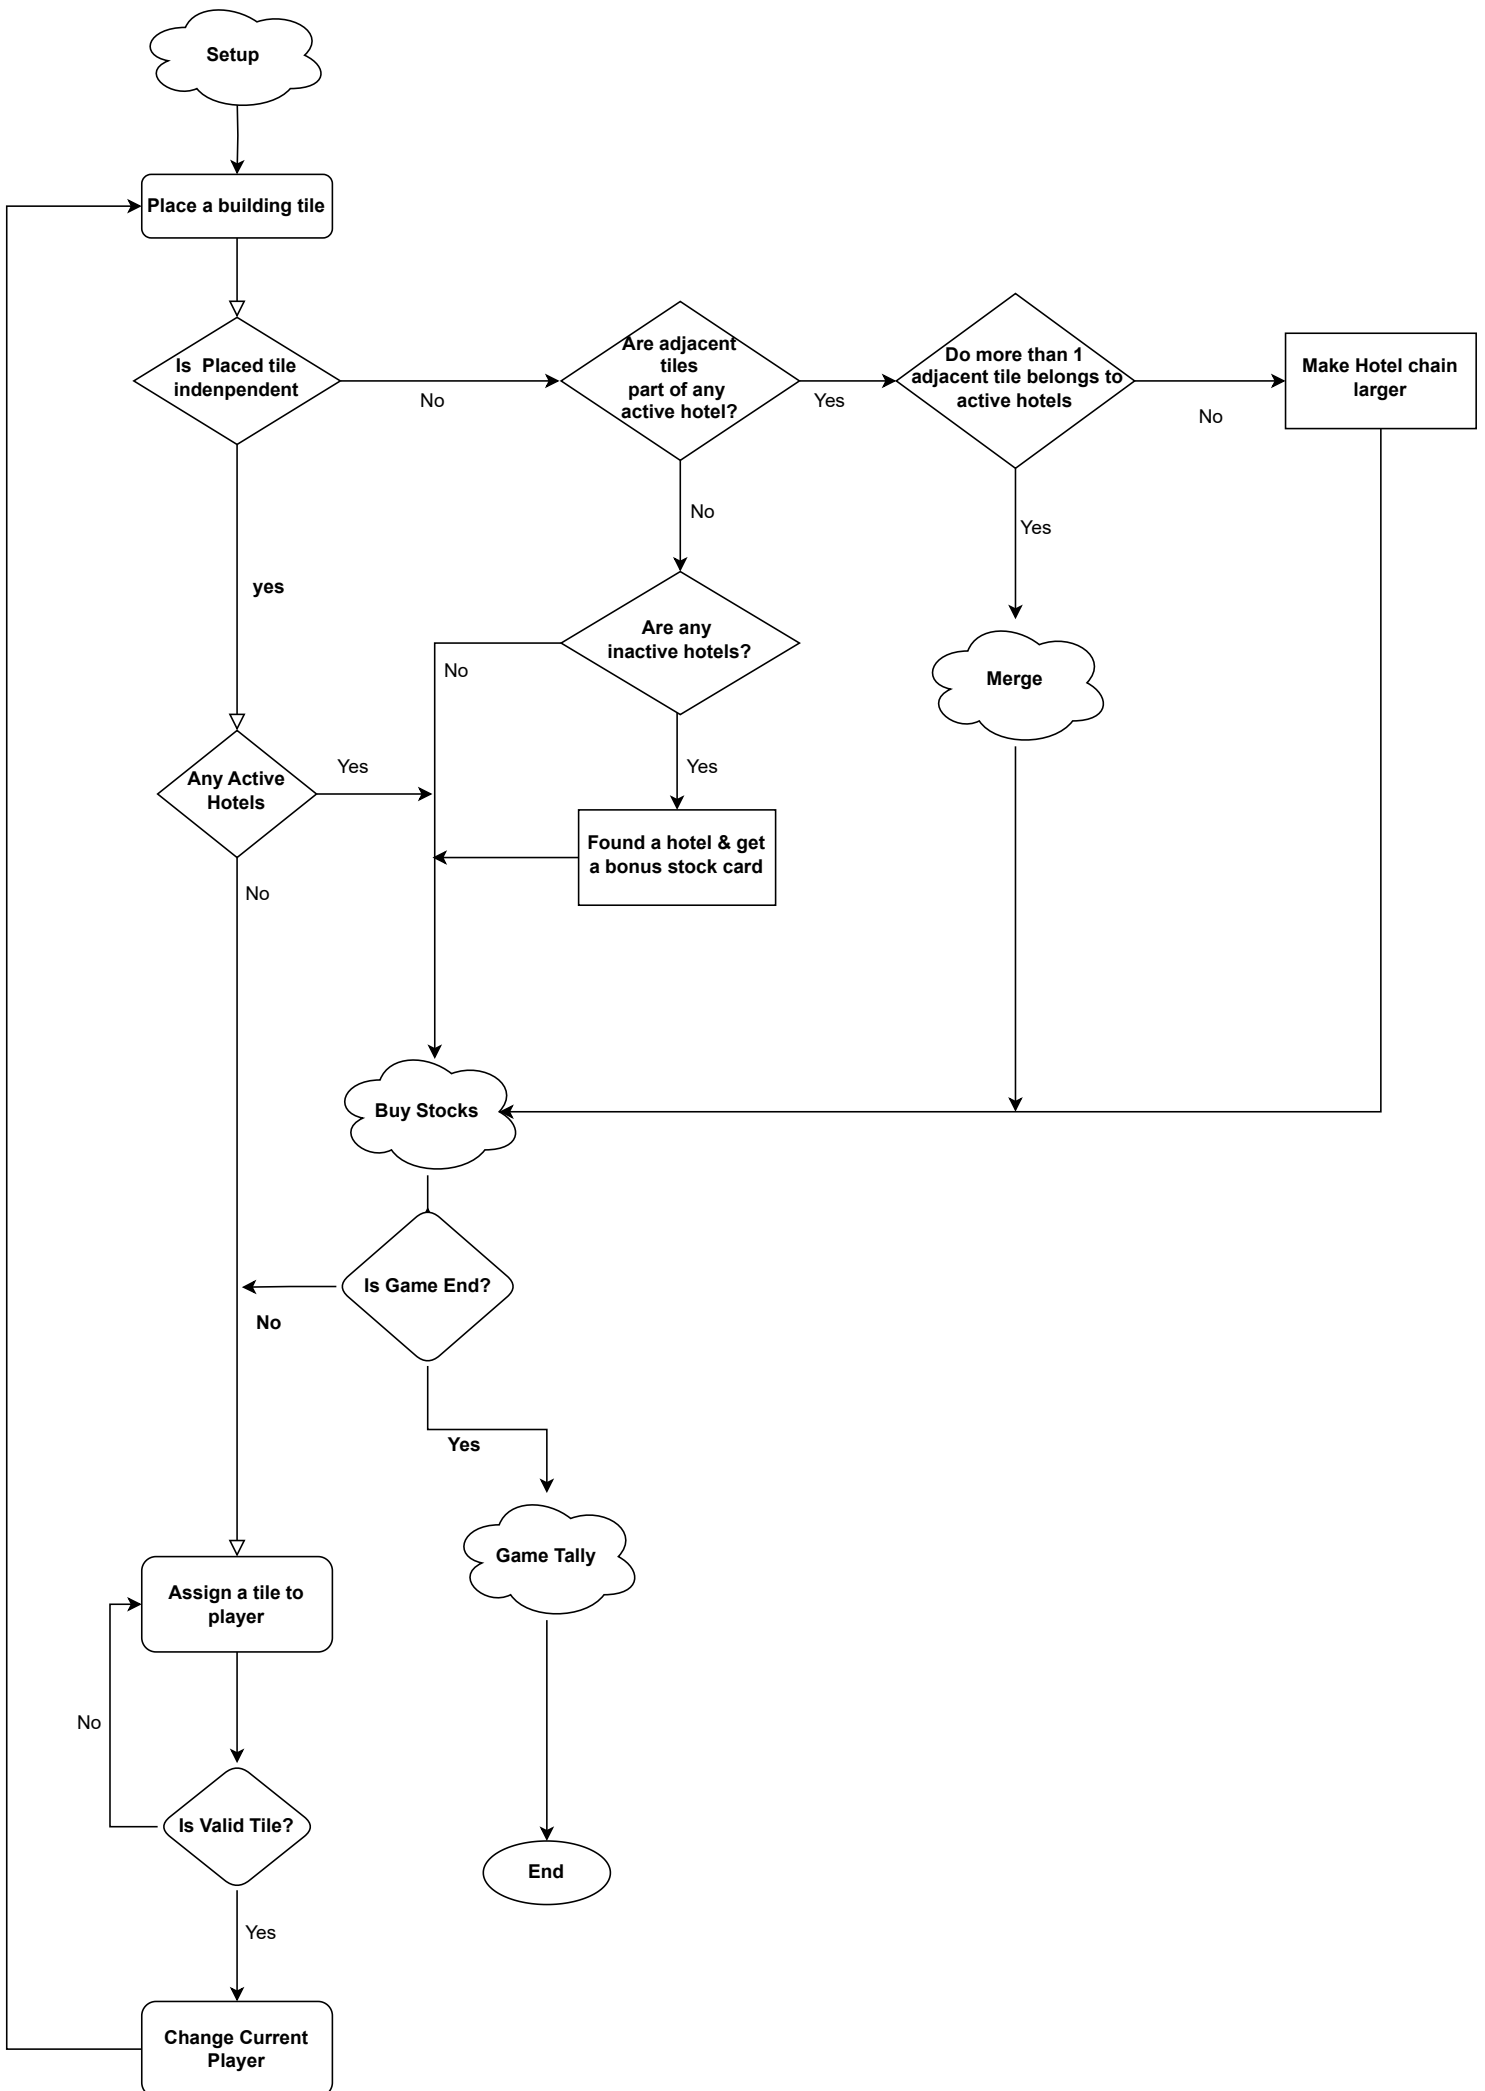 Setup
Place a building tile
Is  Placed tile
indenpendent
No
Are adjacent
tiles
part of any
active hotel?
Yes
Do more than 1
adjacent tile belongs to
active hotels
No
Make Hotel chain
larger
No
Yes
yes
Are any
inactive hotels?
No
Merge
Yes
Yes
Any Active
Hotels
Found a hotel & get
a bonus stock card
No
Buy Stocks
Is Game End?
No
Yes
Game Tally
Assign a tile to
player
No
Is Valid Tile?
End
Yes
Change Current
Player